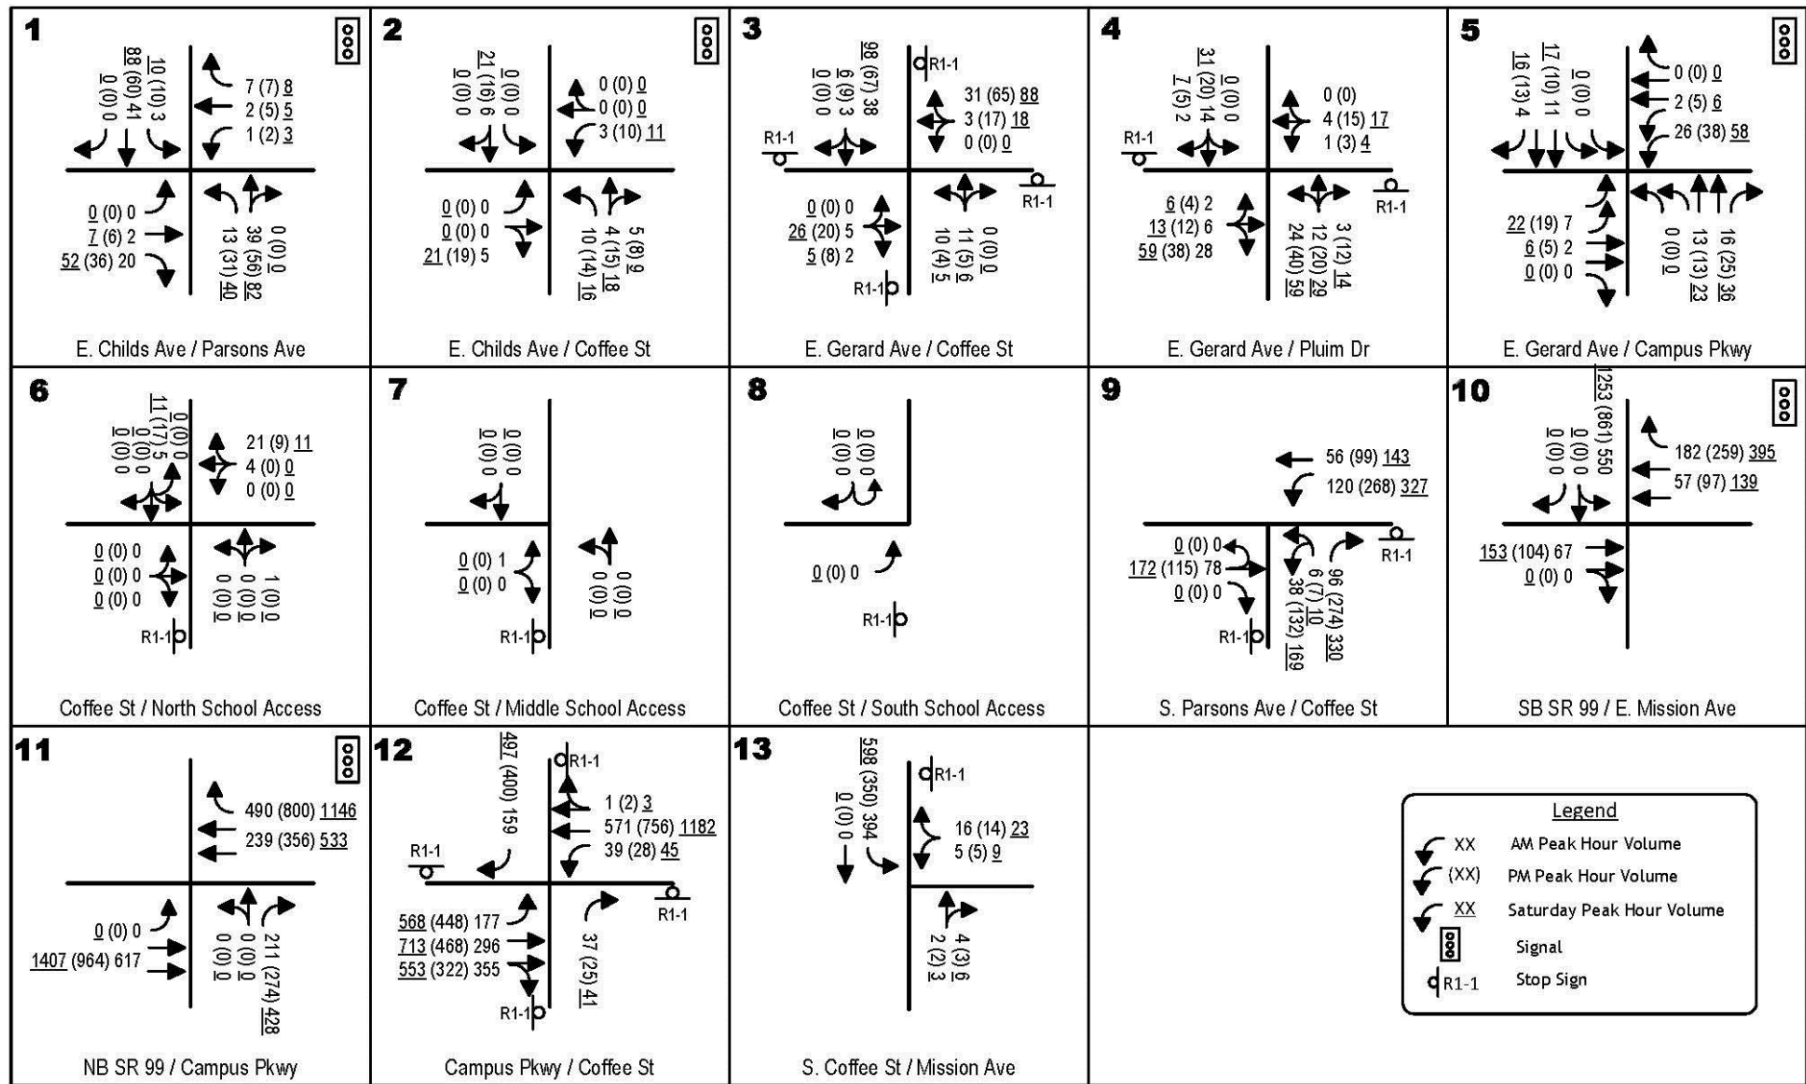 1
10 (10) 3
88 (60) 41
0 (0) 0
7 (7) 8
2 (5) 5
1 (2) 3
0 (0) 0
7 (6) 2
52 (36) 20
13 (31) 40
39 (56) 82
0 (0) 0
E. Childs Ave / Parsons Ave
2
0 (0) 0
21 (16) 6
0 (0) 0
0 (0) 0
0 (0) 0
3 (10) 11
0 (0) 0
0 (0) 0
21 (19) 5
10 (14) 16
4 (15) 18
5 (8) 9
E. Childs Ave / Coffee St
3
98 (67) 38
6 (9) 3
0 (0) 0
R1-1
31 (65) 88
3 (17) 18
0 (0) 0
R1-1
R1-1
0 (0) 0
26 (20) 5
5 (8) 2
R1-1
10 (4) 5
11 (5) 6
0 (0) 0
E. Gerard Ave / Coffee St
4
0 (0) 0
31 (20) 14
7 (5) 2
0 (0)
4 (15) 17
1 (3) 4
R1-1
R1-1
6 (4) 2
13 (12) 6
59 (38) 28
24 (40) 59
12 (20) 29
3 (12) 14
E. Gerard Ave / Pluim Dr
5
0 (0) 0
17 (10) 11
16 (13) 4
0 (0) 0
2 (5) 6
26 (38) 58
22 (19) 7
6 (5) 2
0 (0) 0
0 (0) 0
13 (13) 23
16 (25) 36
E. Gerard Ave / Campus Pkwy
6
0 (0) 0
11 (17) 5
0 (0) 0
0 (0) 0
21 (9) 11
4 (0) 0
0 (0) 0
0 (0) 0
0 (0) 0
0 (0) 0
R1-1
0 (0) 0
0 (0) 0
1 (0) 0
Coffee St / North School Access
7
0 (0) 0
0 (0) 0
0 (0) 1
0 (0) 0
R1-1
0 (0) 0
0 (0) 0
Coffee St / Middle School Access
8
0 (0) 0
0 (0) 0
0 (0) 0
R1-1
Coffee St / South School Access
9
56 (99) 143
120 (268) 327
R1-1
0 (0) 0
172 (115) 78
0 (0) 0
R1-1
38 (132) 169
6 (7) 10
96 (274) 330
S. Parsons Ave / Coffee St
10
1253 (861) 550
0 (0) 0
0 (0) 0
182 (259) 395
57 (97) 139
153 (104) 67
0 (0) 0
SB SR 99 / E. Mission Ave
11
490 (800) 1146
239 (356) 533
0 (0) 0
1407 (964) 617
0 (0) 0
0 (0) 0
211 (274) 428
NB SR 99 / Campus Pkwy
12
497 (400) 159
R1-1
1 (2) 3
571 (756) 1182
39 (28) 45
R1-1
R1-1
568 (448) 177
713 (468) 296
553 (322) 355
R1-1
37 (25) 41
Campus Pkwy / Coffee St
13
598 (350) 394
0 (0) 0
R1-1
16 (14) 23
5 (5) 9
2 (2) 3
4 (3) 6
S. Coffee St / Mission Ave
Legend
XX AM Peak Hour Volume
(XX) PM Peak Hour Volume
XX Saturday Peak Hour Volume
Signal
R1-1 Stop Sign